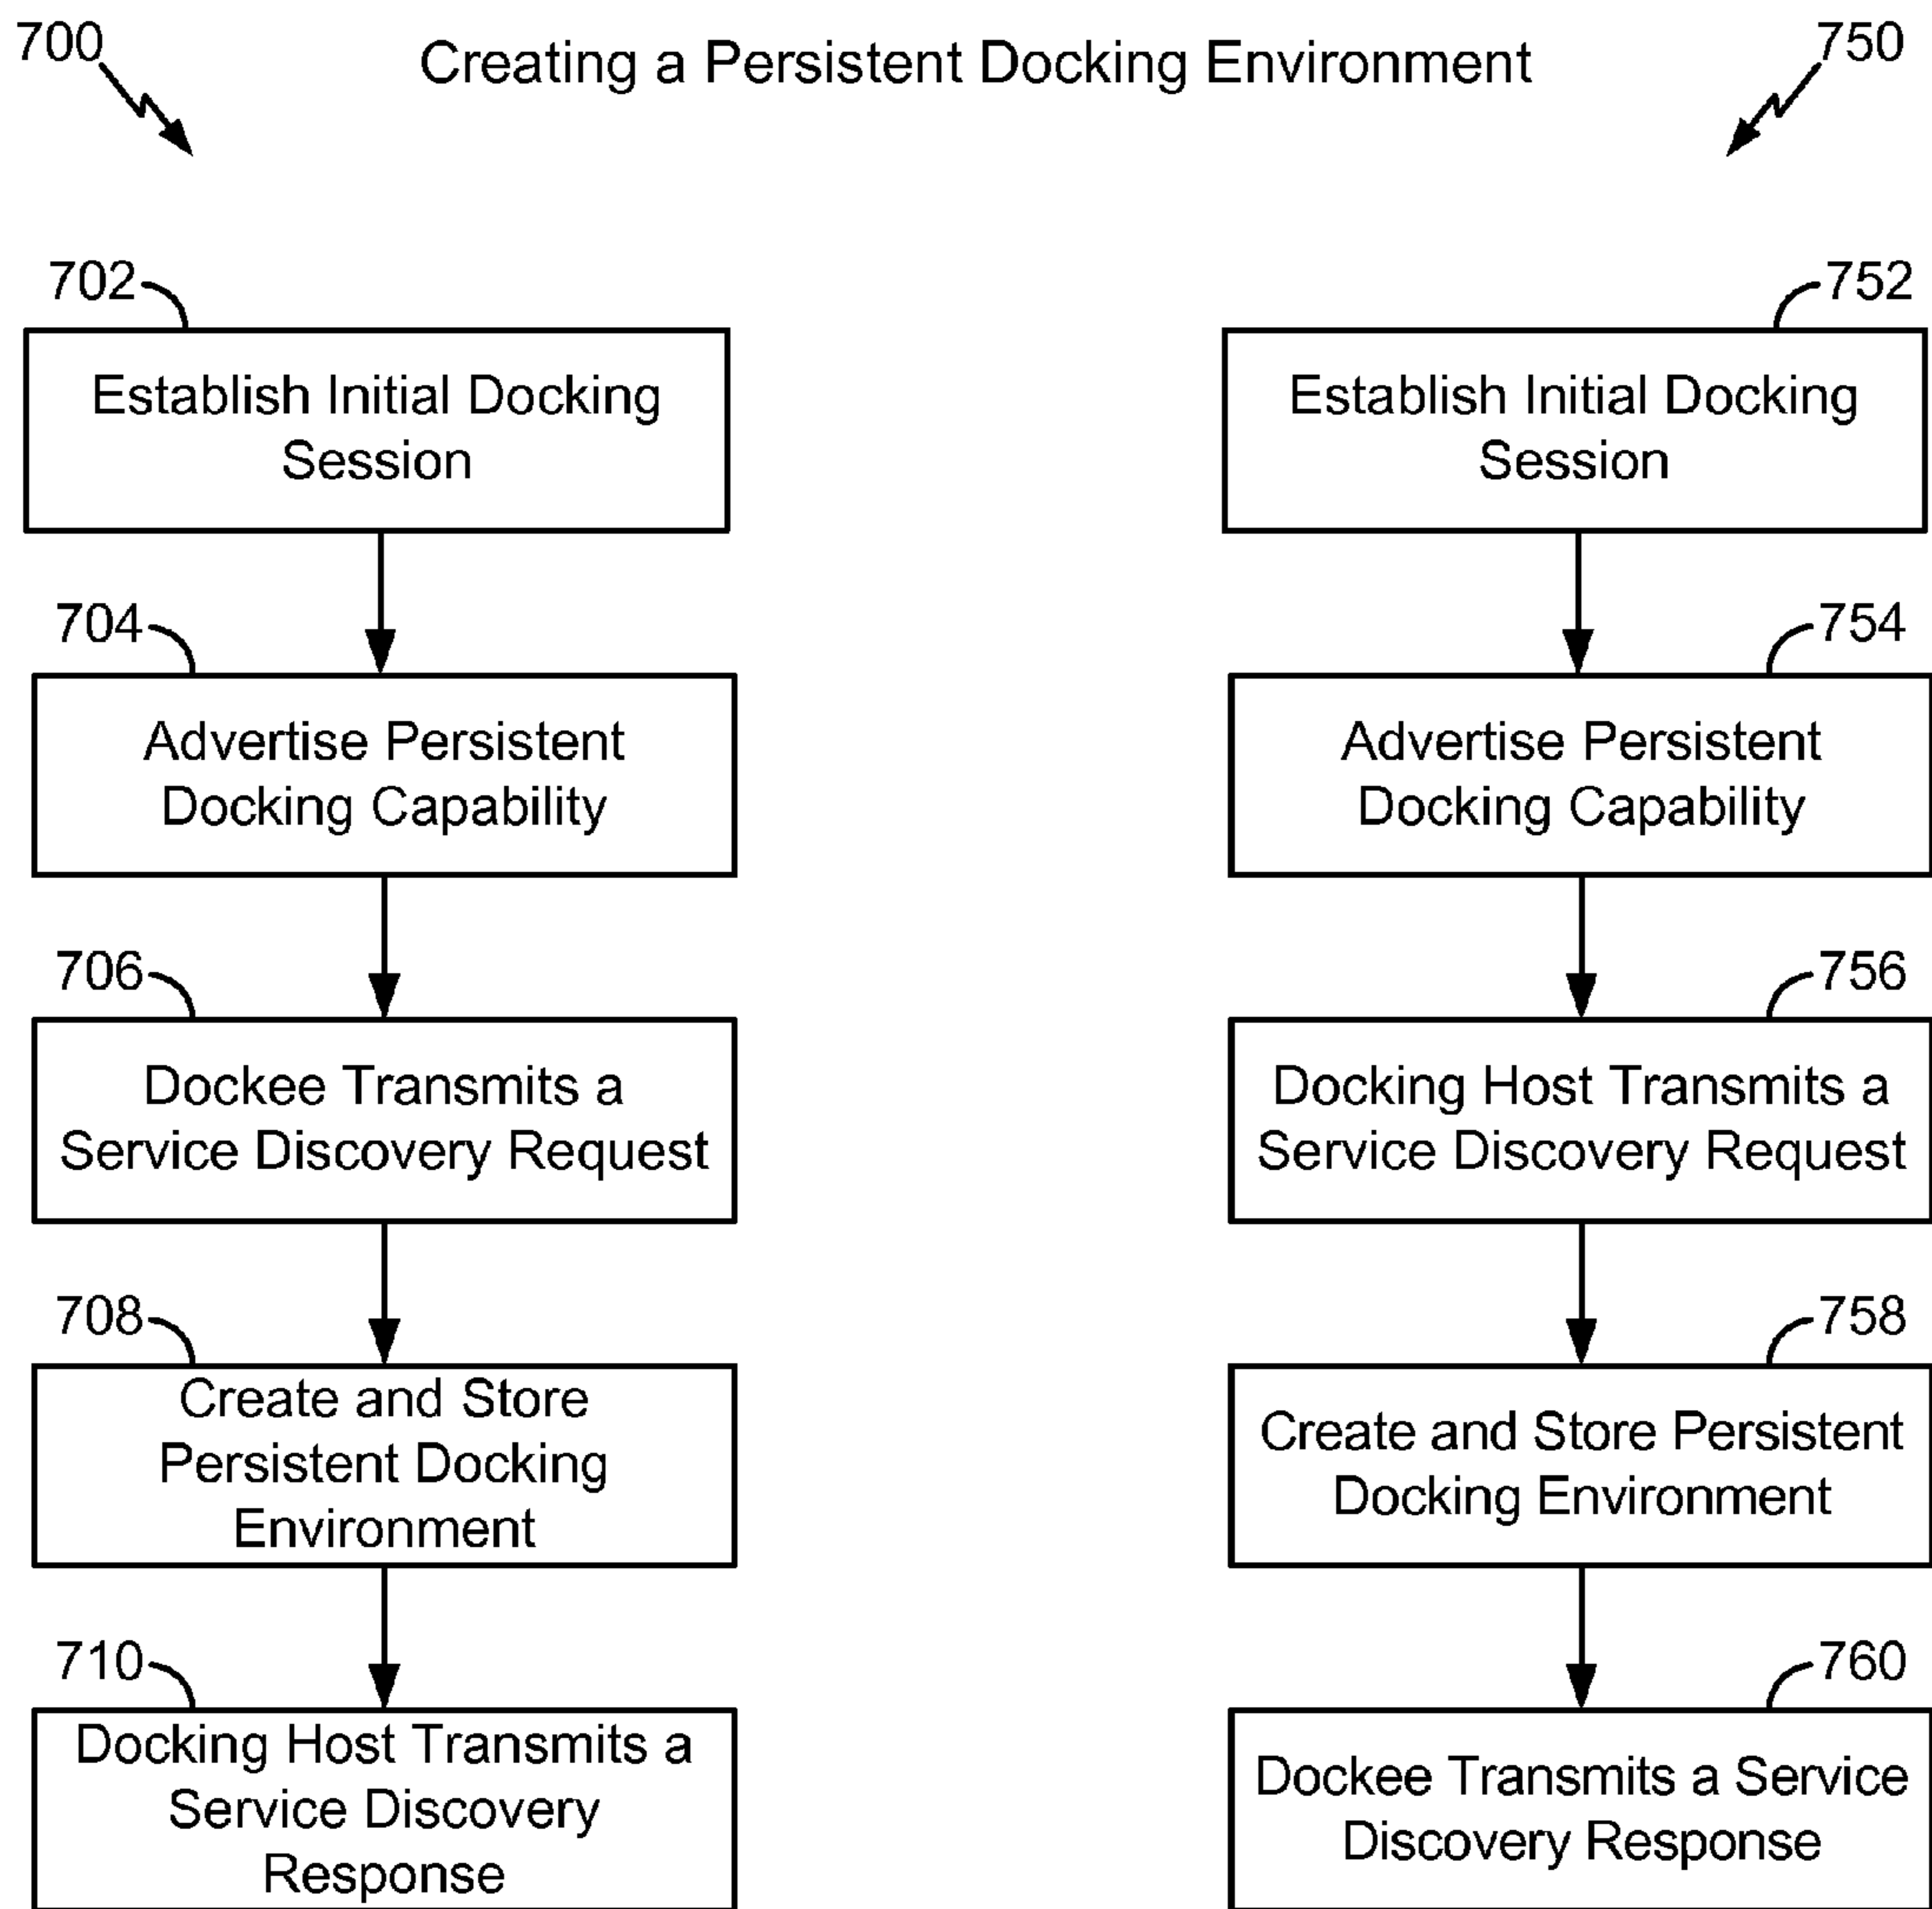 700
Creating a Persistent Docking Environment
750
702
Establish Initial Docking
Session
704
Advertise Persistent
Docking Capability
706
Dockee Transmits a
Service Discovery Request
708
Create and Store
Persistent Docking
Environment
710
Docking Host Transmits a
Service Discovery
Response
752
Establish Initial Docking
Session
754
Advertise Persistent
Docking Capability
756
Docking Host Transmits a
Service Discovery Request
758
Create and Store Persistent
Docking Environment
760
Dockee Transmits a Service
Discovery Response